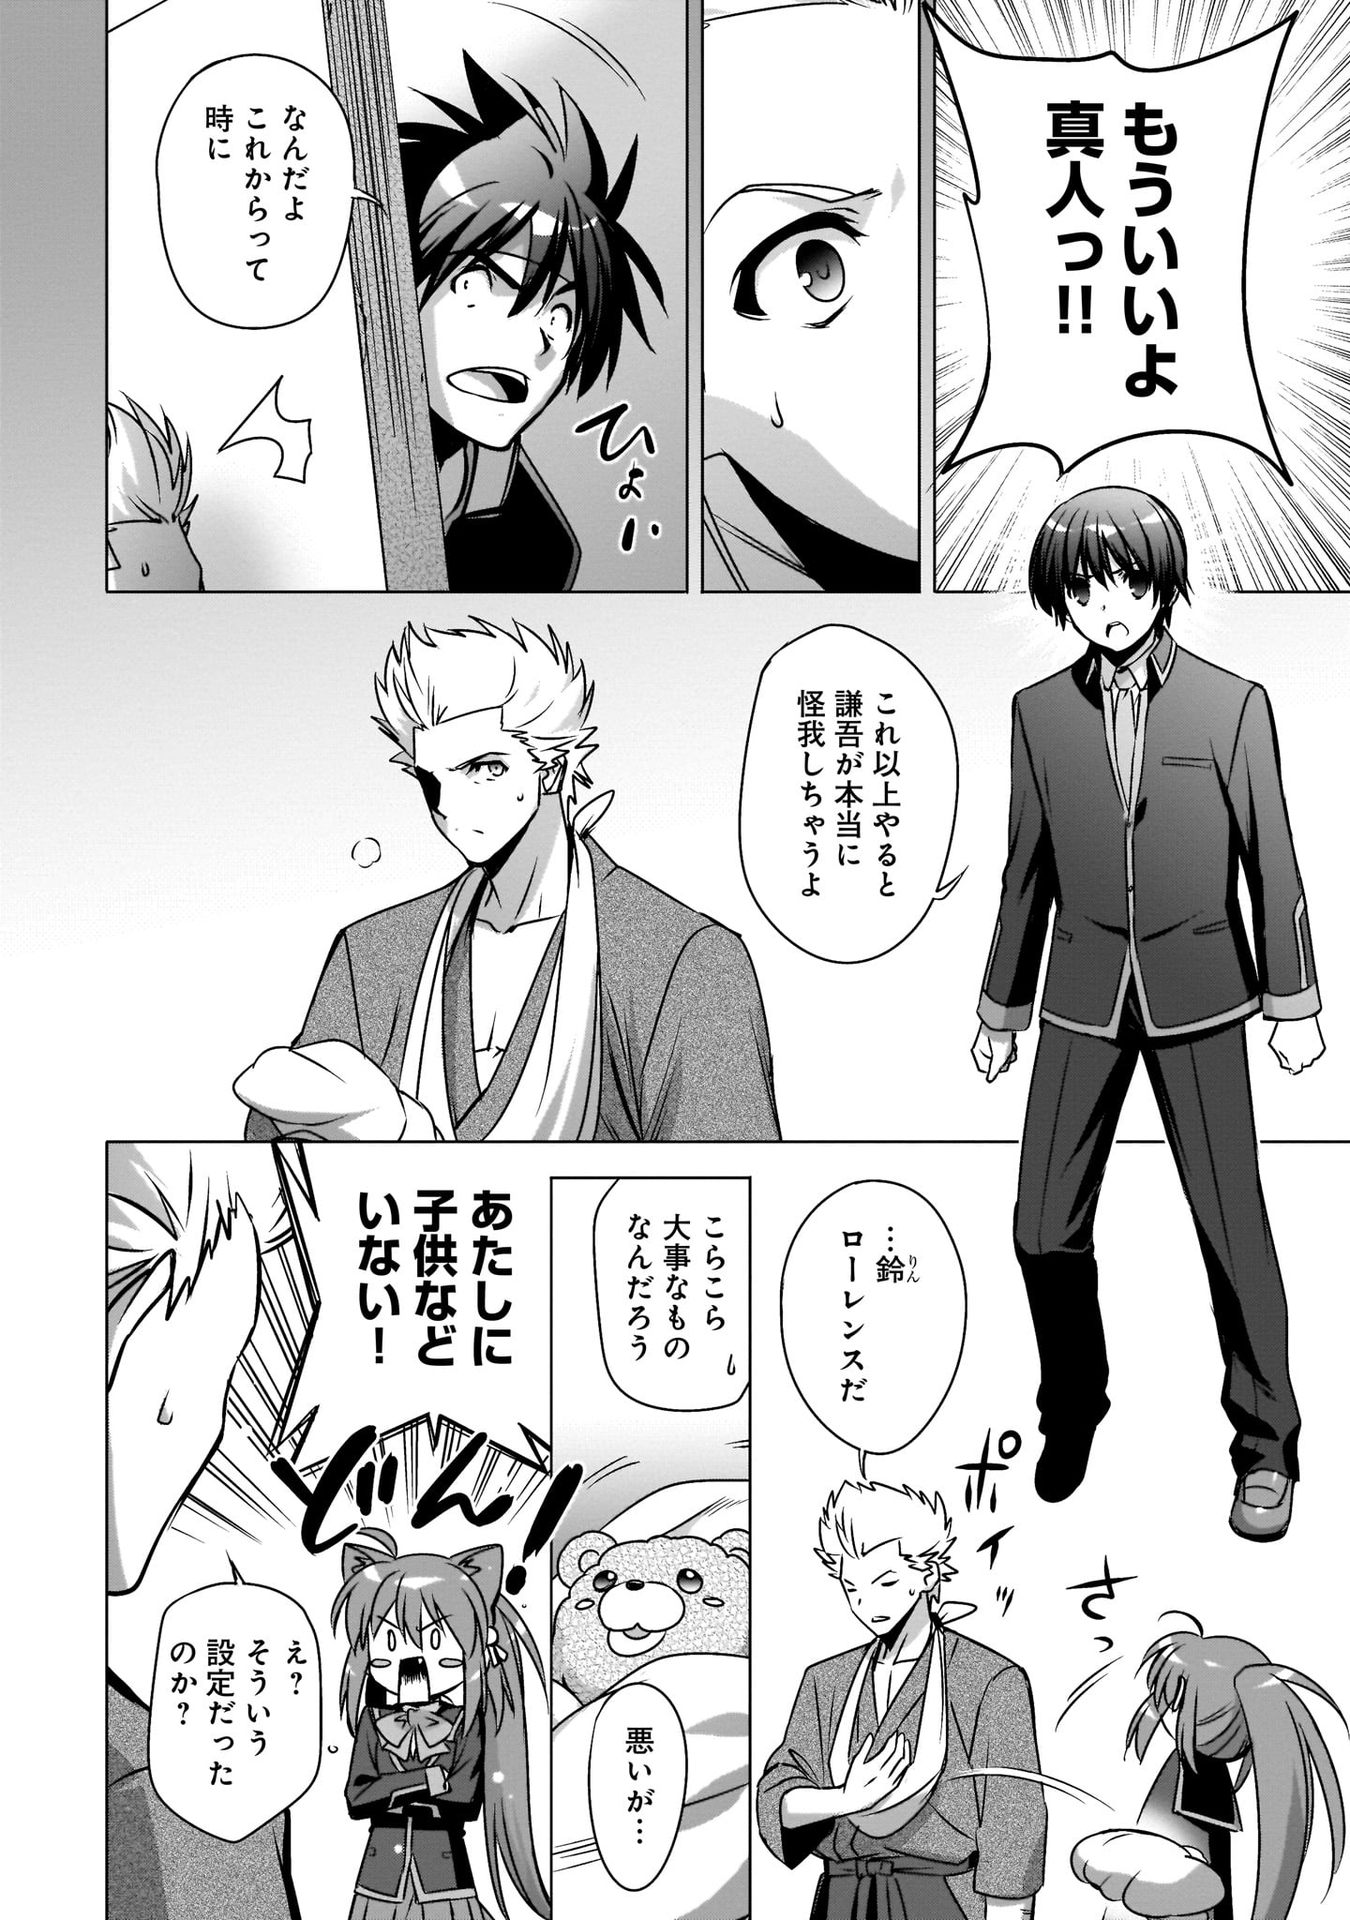 もういいよ
真人っ!!
なんだよ
これからって
時に
ひょい
これ以上やると
謙吾が本当に
怪我しちゃうよ
…鈴
りん
ローレンスだ
ポイ
さ
こらこら
大事なもの
なんだろう
悪いが…
あたしに
子供など
いない!
どん!
え?
そういう
設定だった
のか?